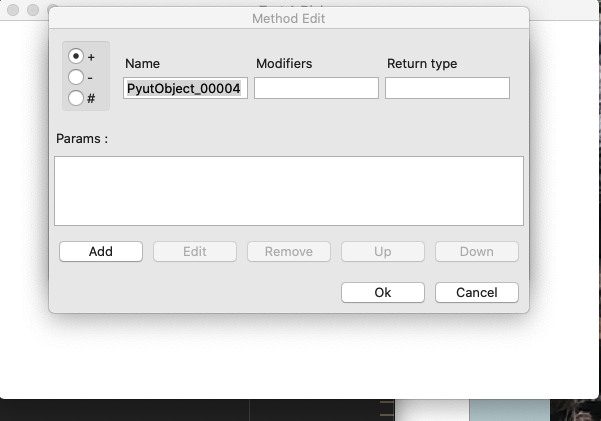 Method Edit
+
-
#
Name
Modifiers
Return type
PyutObject_00004
Params :
Add
Edit
Remove
Up
Down
Ok
Cancel